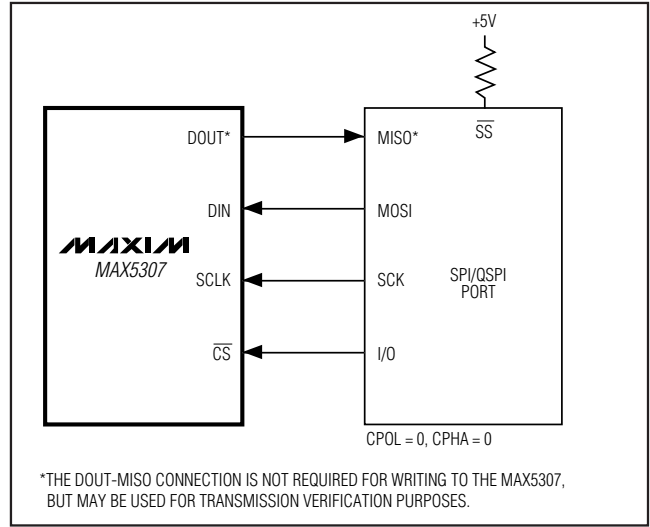 +5V
DOUT*
MISO*
SS
DIN
MOSI
MAXIM
MAX5307
SCLK
SCK
SPI/QSPI
PORT
CS
I/O
CPOL = 0, CPHA = 0
*THE DOUT-MISO CONNECTION IS NOT REQUIRED FOR WRITING TO THE MAX5307,
BUT MAY BE USED FOR TRANSMISSION VERIFICATION PURPOSES.